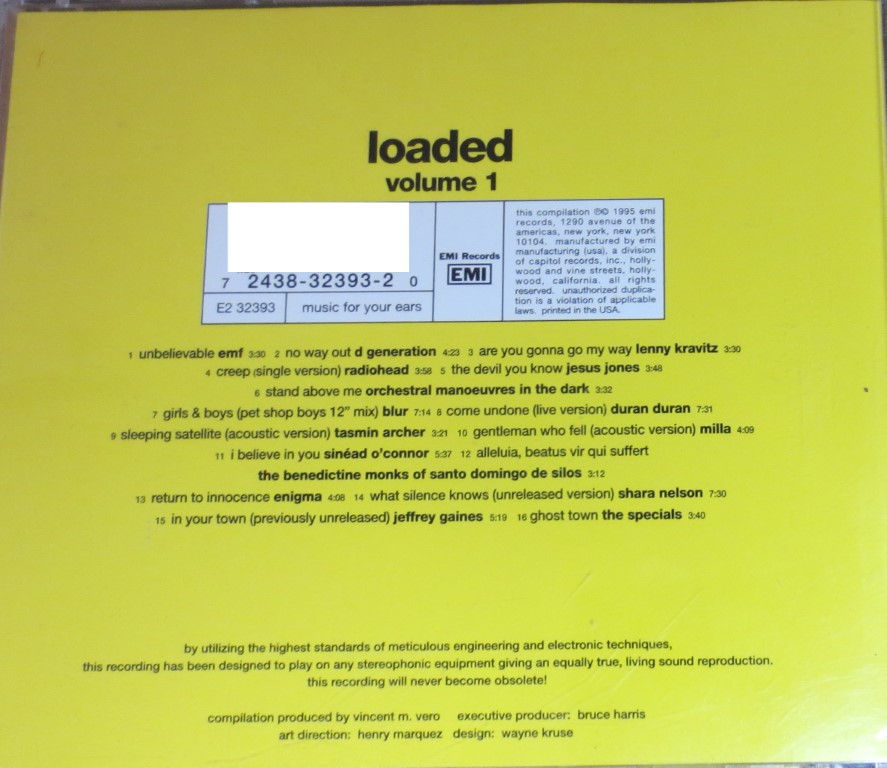 loaded
volume 1
7 2438-32393-2 0
E2 32393 music for your ears
EMI Records
EMI
this compilation ℗© 1995 emi
records, 1290 avenue of the
americas, new york, new york
10104. manufactured by emi
manufacturing (usa), a division
of capitol records, inc., holly-
wood and vine streets, holly-
wood, california. all rights
reserved. unauthorized duplica-
tion is a violation of applicable
laws. printed in the USA.
1 unbelievable emf 3:30 2 no way out d generation 4:23 3 are you gonna go my way lenny kravitz 3:30
4 creep (single version) radiohead 3:58 5 the devil you know jesus jones 3:48
6 stand above me orchestral manoeuvres in the dark 3:32
7 girls & boys (pet shop boys 12" mix) blur 7:14 8 come undone (live version) duran duran 7:31
9 sleeping satellite (acoustic version) tasmin archer 3:21 10 gentleman who fell (acoustic version) milla 4:09
11 i believe in you sinéad o'connor 5:37 12 alleluia, beatus vir qui suffert
the benedictine monks of santo domingo de silos 3:12
13 return to innocence enigma 4:08 14 what silence knows (unreleased version) shara nelson 7:30
15 in your town (previously unreleased) jeffrey gaines 5:19 16 ghost town the specials 3:40
by utilizing the highest standards of meticulous engineering and electronic techniques,
this recording has been designed to play on any stereophonic equipment giving an equally true, living sound reproduction.
this recording will never become obsolete!
compilation produced by vincent m. vero executive producer: bruce harris
art direction: henry marquez design: wayne kruse